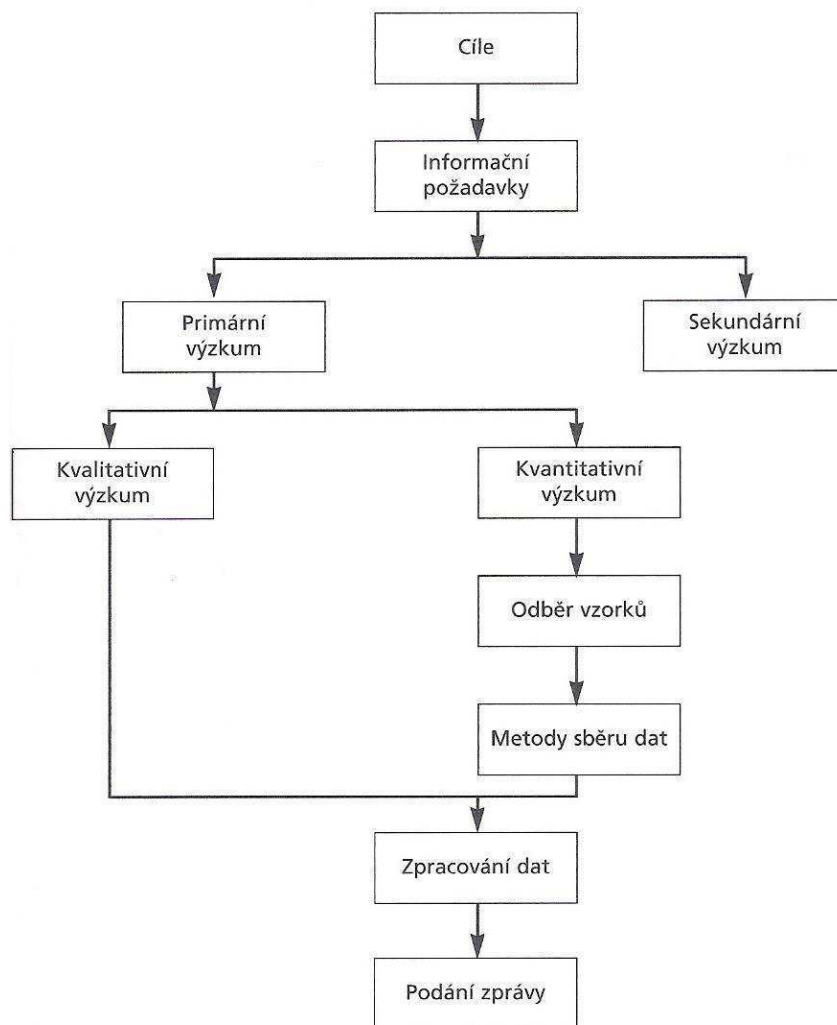 Cíle
Informační
požadavky
Primární
výzkum
Sekundární
výzkum
Kvalitativní
výzkum
Kvantitativní
výzkum
Odběr vzorků
Metody sběru dat
Zpracování dat
Podání zprávy